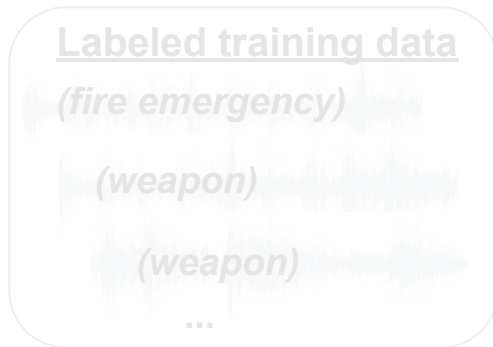 Labeled training data
(fire emergency)
(weapon)
(weapon)
...